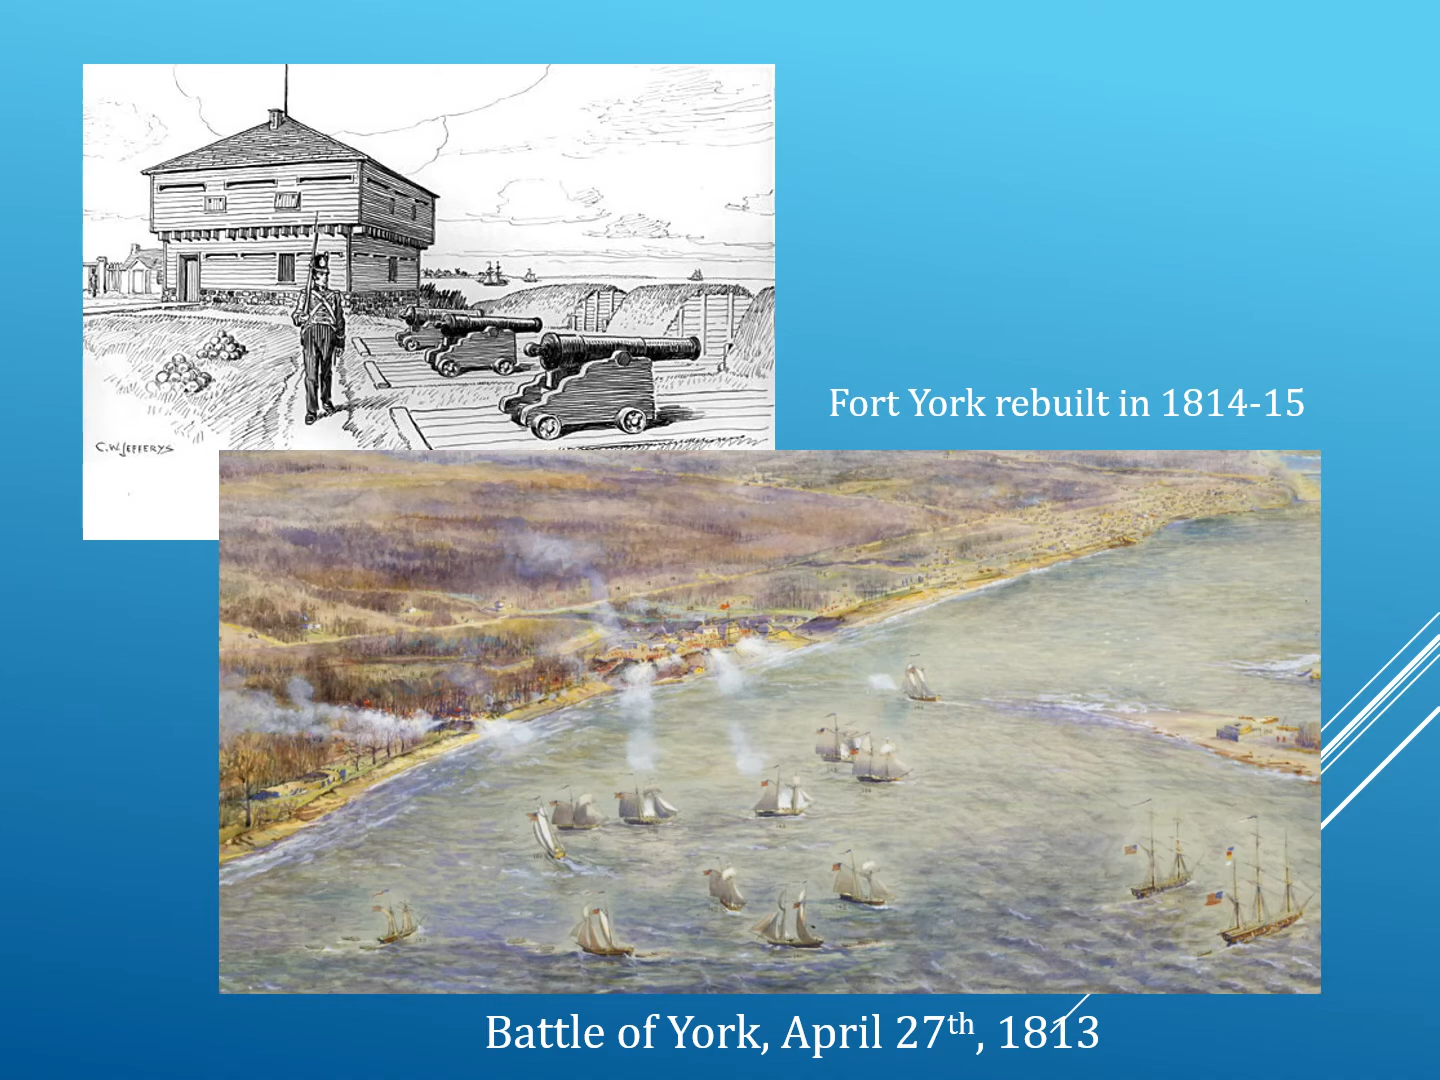 C.W. JEFFERYS
Fort York rebuilt in 1814-15
Battle of York, April 27th, 1813